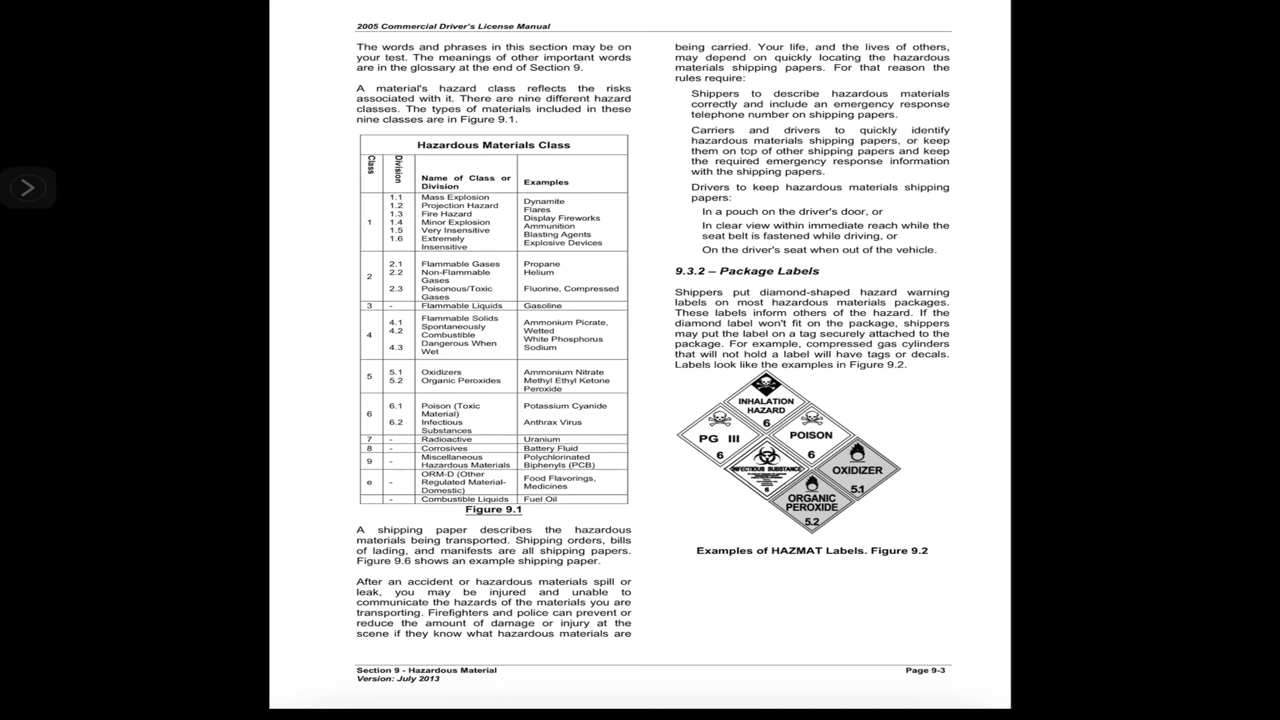 2005 Commercial Driver's License Manual
The words and phrases in this section may be on
your test. The meanings of other important words
are in the glossary at the end of Section 9.
A material's hazard class reflects the risks
associated with it. There are nine different hazard
classes. The types of materials included in these
nine classes are in Figure 9.1.
Hazardous Materials Class
Class
Division
Name of Class or
Division
Examples
1
1.1 Mass Explosion Dynamite
1.2 Projection Hazard Flares
1.3 Fire Hazard Display Fireworks
1.4 Minor Explosion Ammunition
1.5 Very Insensitive Blasting Agents
1.6 Extremely Explosive Devices
Insensitive
2
2.1 Flammable Gases Propane
2.2 Non-Flammable Helium
Gases
2.3 Poisonous/Toxic Fluorine, Compressed
Gases
3 - Flammable Liquids Gasoline
4
4.1 Flammable Solids Ammonium Picrate,
4.2 Spontaneously Wetted
Combustible White Phosphorus
4.3 Dangerous When Sodium
Wet
5
5.1 Oxidizers Ammonium Nitrate
5.2 Organic Peroxides Methyl Ethyl Ketone
Peroxide
6
6.1 Poison (Toxic Potassium Cyanide
Material)
6.2 Infectious Anthrax Virus
Substances
7 - Radioactive Uranium
8 - Corrosives Battery Fluid
9 - Miscellaneous Polychlorinated
Hazardous Materials Biphenyls (PCB)
e - ORM-D (Other Food Flavorings,
Regulated Material- Medicines
Domestic)
- Combustible Liquids Fuel Oil
Figure 9.1
A shipping paper describes the hazardous
materials being transported. Shipping orders, bills
of lading, and manifests are all shipping papers.
Figure 9.6 shows an example shipping paper.
After an accident or hazardous materials spill or
leak, you may be injured and unable to
communicate the hazards of the materials you are
transporting. Firefighters and police can prevent or
reduce the amount of damage or injury at the
scene if they know what hazardous materials are
being carried. Your life, and the lives of others,
may depend on quickly locating the hazardous
materials shipping papers. For that reason the
rules require:
Shippers to describe hazardous materials
correctly and include an emergency response
telephone number on shipping papers.
Carriers and drivers to quickly identify
hazardous materials shipping papers, or keep
them on top of other shipping papers and keep
the required emergency response information
with the shipping papers.
Drivers to keep hazardous materials shipping
papers:
In a pouch on the driver's door, or
In clear view within immediate reach while the
seat belt is fastened while driving, or
On the driver's seat when out of the vehicle.
9.3.2 – Package Labels
Shippers put diamond-shaped hazard warning
labels on most hazardous materials packages.
These labels inform others of the hazard. If the
diamond label won't fit on the package, shippers
may put the label on a tag securely attached to the
package. For example, compressed gas cylinders
that will not hold a label will have tags or decals.
Labels look like the examples in Figure 9.2.
INHALATION
HAZARD
6
PG III
6
POISON
6
INFECTIOUS SUBSTANCE
6
OXIDIZER
5.1
ORGANIC
PEROXIDE
5.2
Examples of HAZMAT Labels. Figure 9.2
Section 9 - Hazardous Material
Version: July 2013
Page 9-3